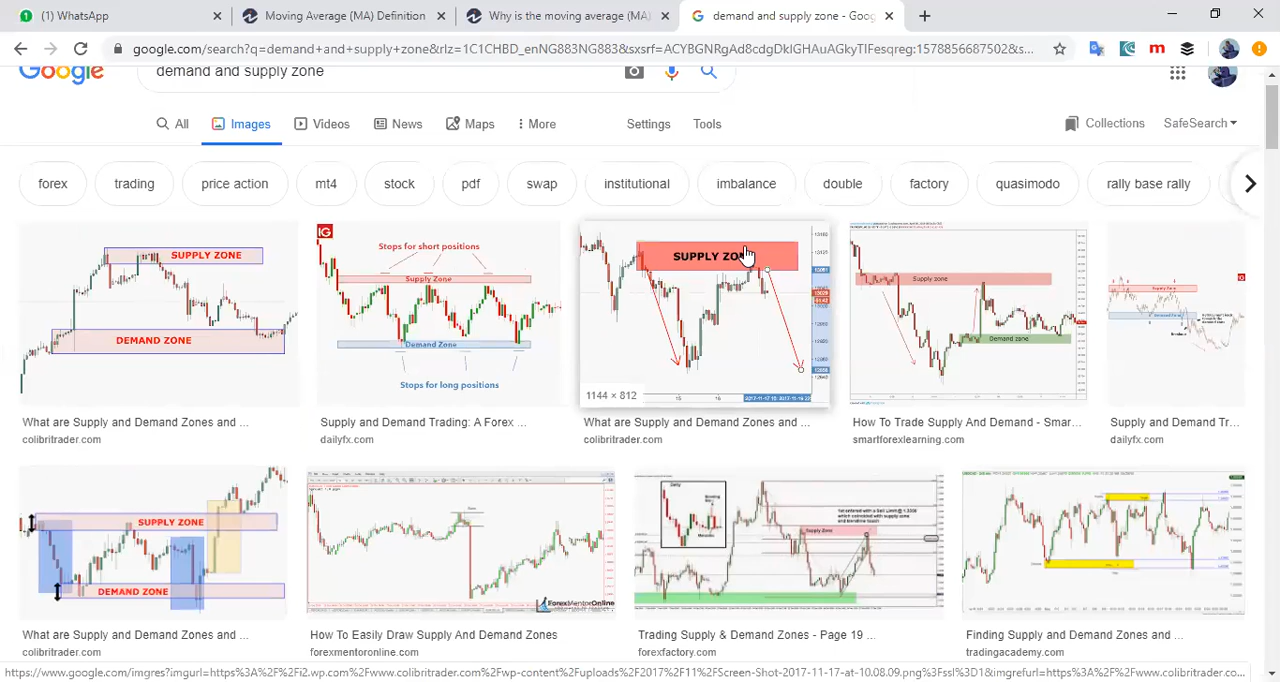 (1) WhatsApp
Moving Average (MA) Definition
Why is the moving average (MA)
demand and supply zone - Goo
google.com/search?q=demand+and+supply+zone&rlz=1C1CHBD_enNG883NG883&sxsrf=ACYBGNRgAd8cdgDkIGHAuAGkyTIFesqreg:1578856687502&s...
Google
demand and supply zone
All
Images
Videos
News
Maps
More
Settings
Tools
Collections
SafeSearch
forex
trading
price action
mt4
stock
pdf
swap
institutional
imbalance
double
factory
quasimodo
rally base rally
SUPPLY ZONE
DEMAND ZONE
IG
Stops for short positions
Supply Zone
Demand Zone
Stops for long positions
SUPPLY ZO
1144 × 812
Supply zone
Demand zone
What are Supply and Demand Zones and ...
colibritrader.com
Supply and Demand Trading: A Forex ...
dailyfx.com
What are Supply and Demand Zones and ...
colibritrader.com
How To Trade Supply And Demand - Smar...
smartforexlearning.com
Supply and Demand Tr...
dailyfx.com
SUPPLY ZONE
DEMAND ZONE
ForexMentorOnline
Daily
Supply Zone
What are Supply and Demand Zones and ...
colibritrader.com
How To Easily Draw Supply And Demand Zones
forexmentoronline.com
Trading Supply & Demand Zones - Page 19 ...
forexfactory.com
Finding Supply and Demand Zones and ...
tradingacademy.com
https://www.google.com/imgres?imgurl=https%3A%2F%2Fi2.wp.com%2Fwww.colibritrader.com%2Fwp-content%2Fuploads%2F2017%2F11%2FScreen-Shot-2017-11-17-at-10.08.09.png%3Fssl%3D1&imgrefurl=https%3A%2F%2Fwww.colibritrader.co...